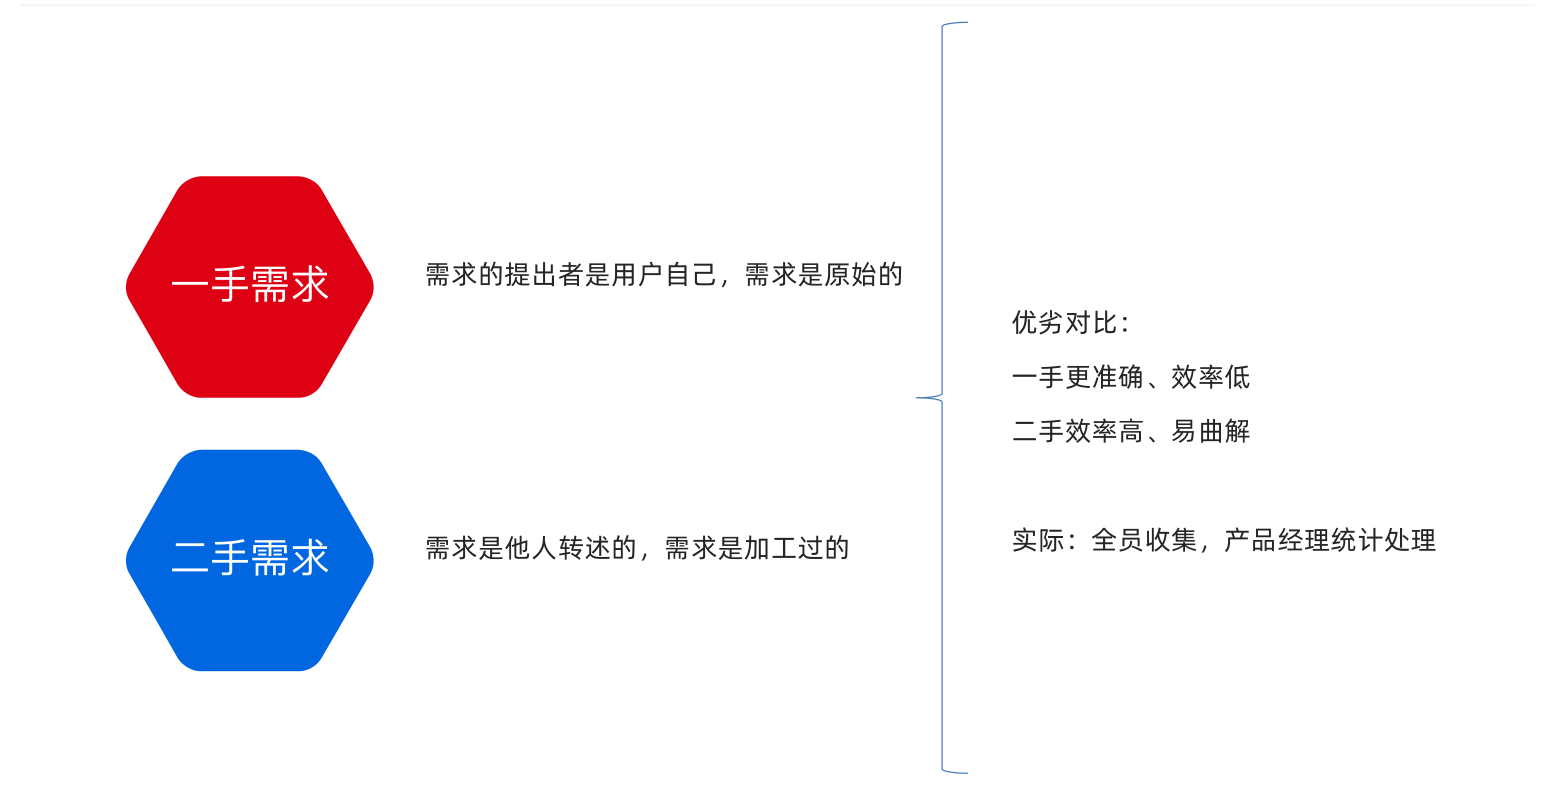 一手需求
需求的提出者是用户自己，需求是原始的
二手需求
需求是他人转述的，需求是加工过的
优劣对比：
一手更准确、效率低
二手效率高、易曲解
实际：全员收集，产品经理统计处理